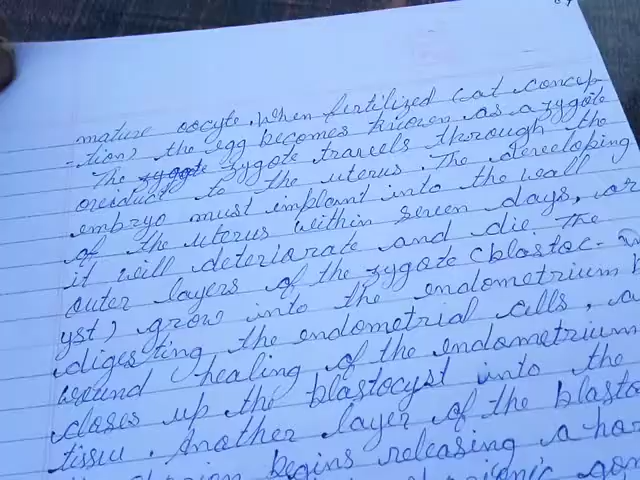 mature oocyte. When fertilized (at concep
-tion) the egg becomes known as a zygote
The zygote zygote travels through the
oviduct to the uterus. The developing
embryo must implant into the wall
of the uterus within seven days, or
it will deteriorate and die. The
outer layers of the zygote (blastoc-
yst) grow into the endometrium
digesting the endometrial cells, a
wound healing of the endometrium
closes up the blastocyst into the
tissu. Another layer of the blasto
begins releasing a hor
ionic gon